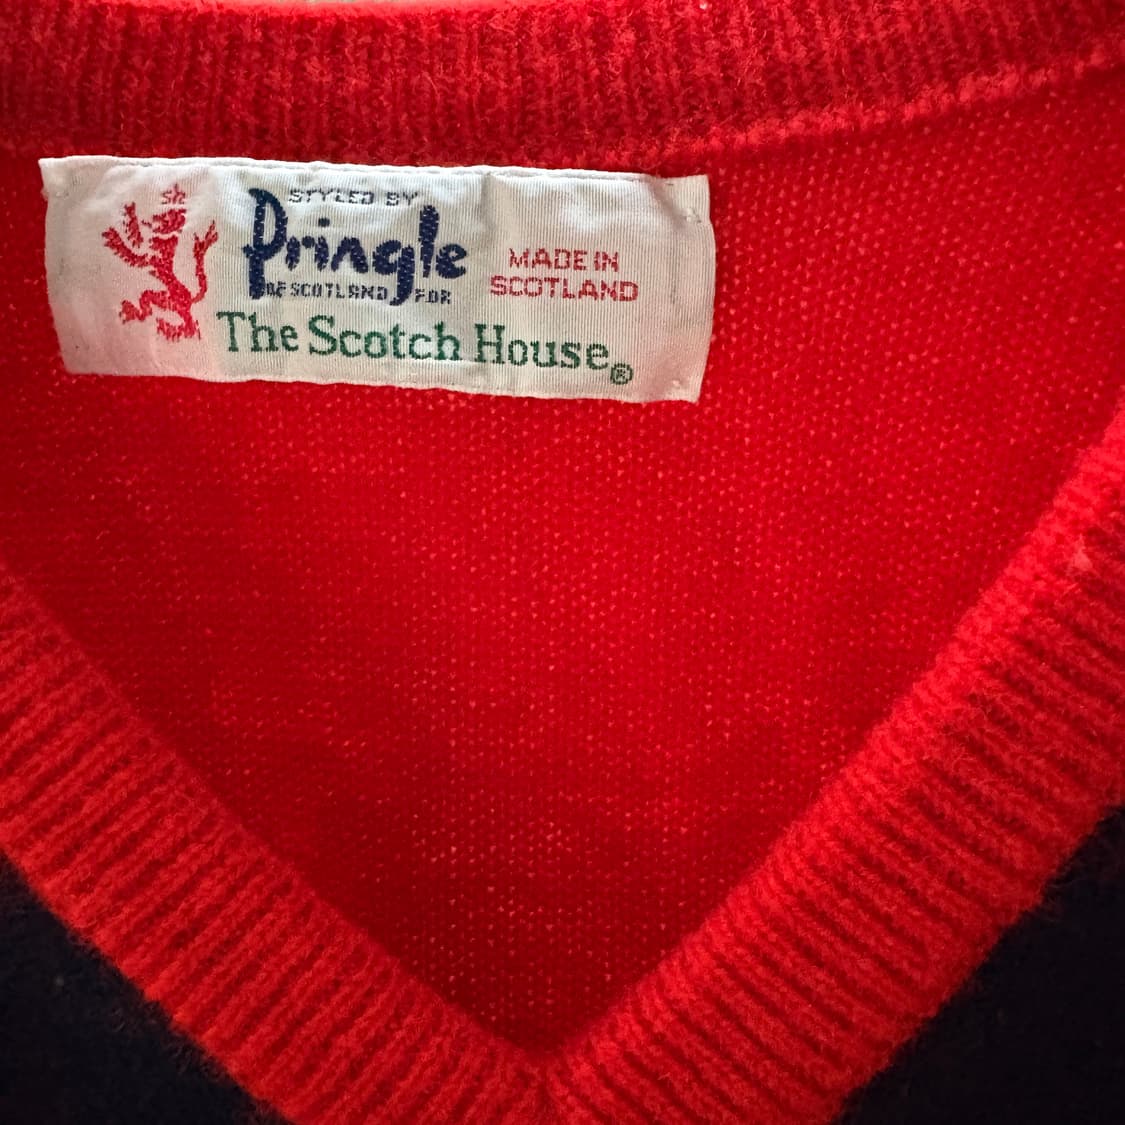 STYLED BY
Pringle
OF SCOTLAND FOR
The Scotch House®
MADE IN
SCOTLAND